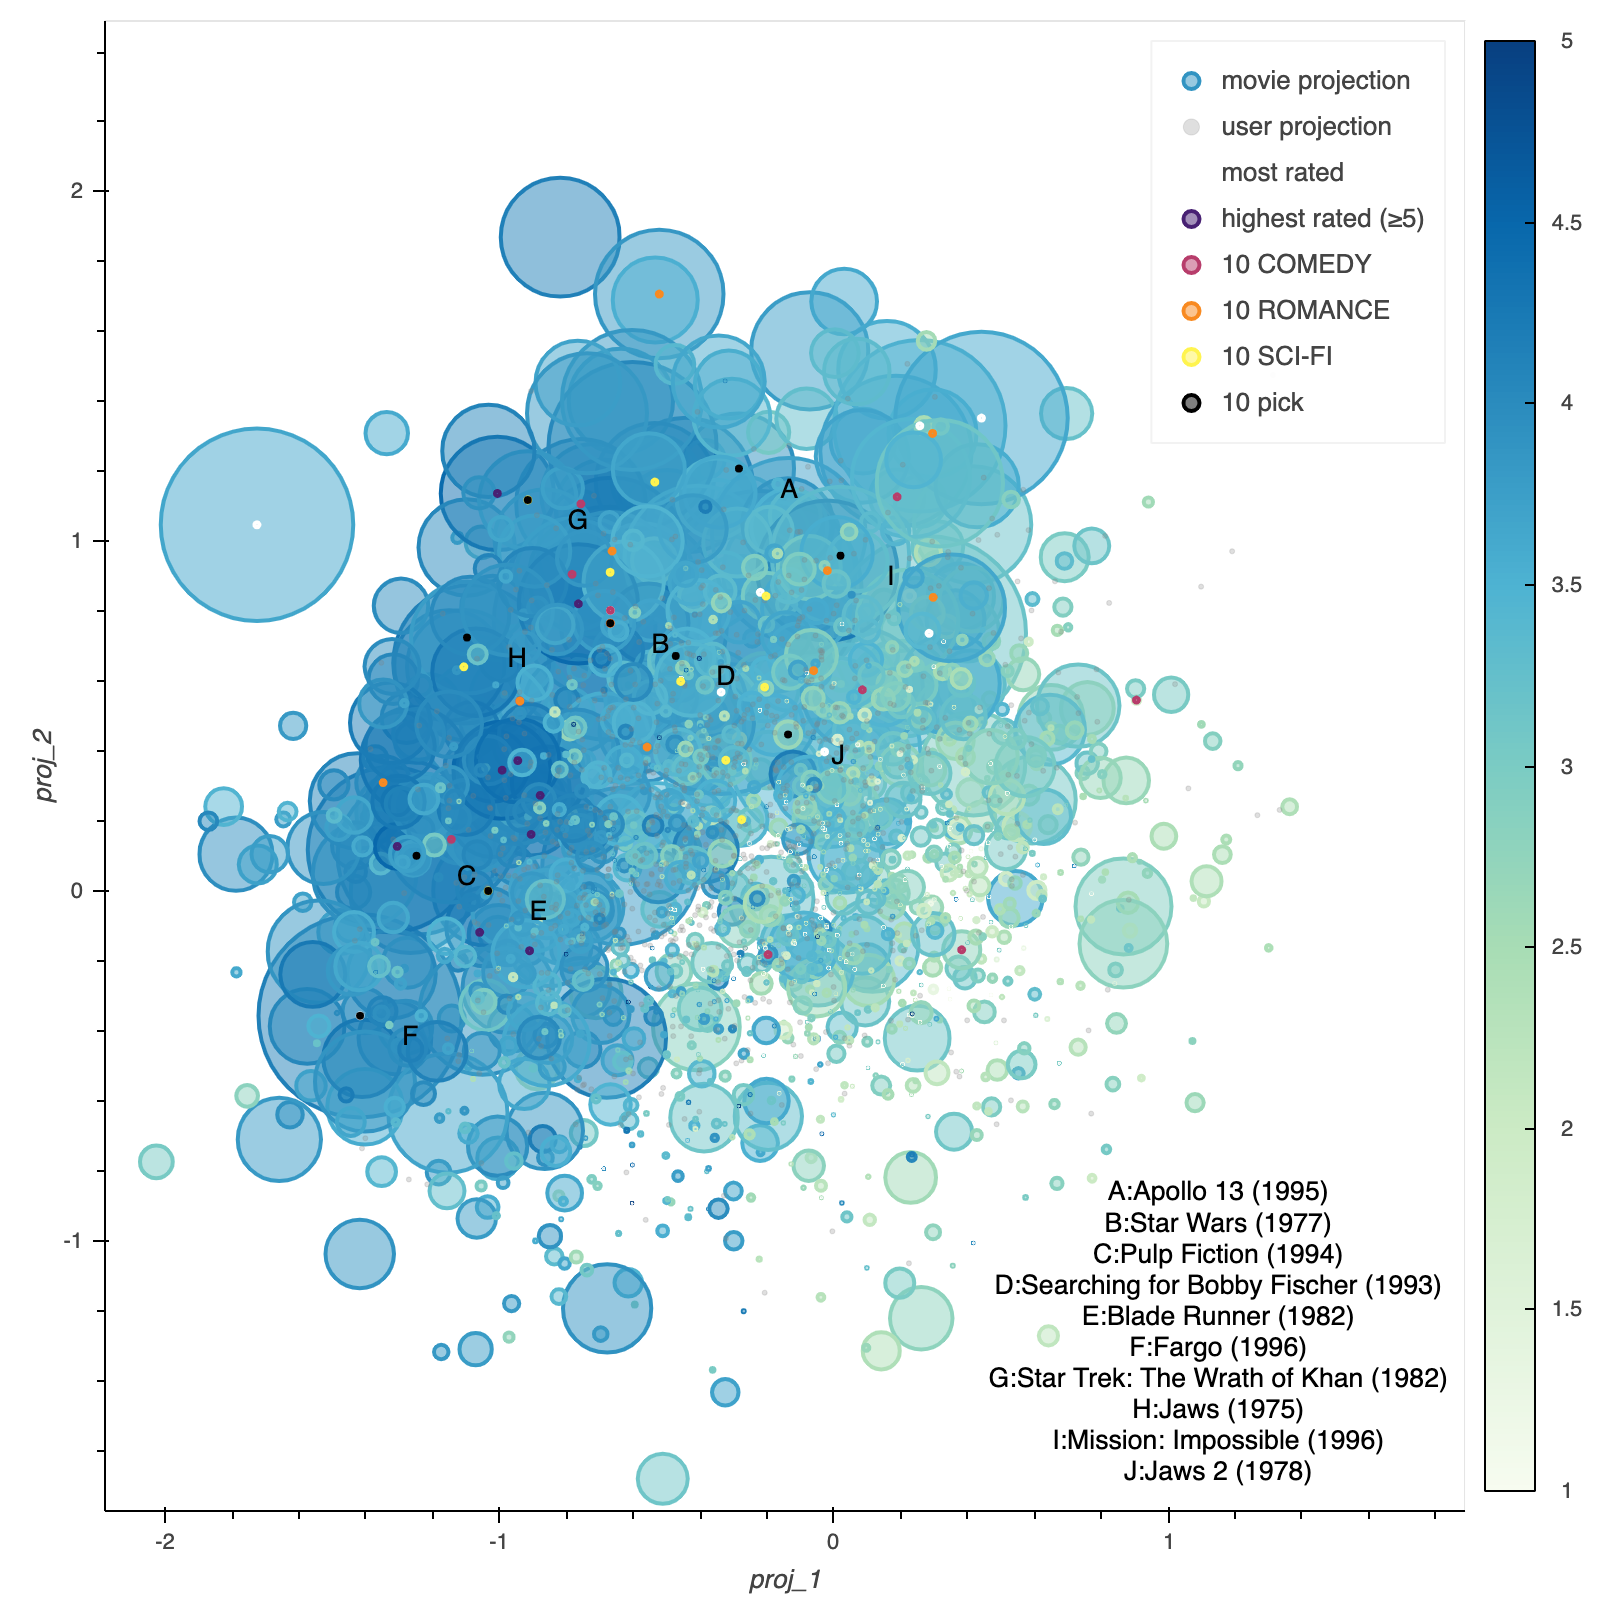 movie projection
user projection
most rated
highest rated (≥5)
10 COMEDY
10 ROMANCE
10 SCI-FI
10 pick
5
4.5
4
3.5
3
2.5
2
1.5
1
2
1
0
-1
proj_2
A
G
I
B
H
D
J
C
E
F
A:Apollo 13 (1995)
B:Star Wars (1977)
C:Pulp Fiction (1994)
D:Searching for Bobby Fischer (1993)
E:Blade Runner (1982)
F:Fargo (1996)
G:Star Trek: The Wrath of Khan (1982)
H:Jaws (1975)
I:Mission: Impossible (1996)
J:Jaws 2 (1978)
-2 -1 0 1
proj_1